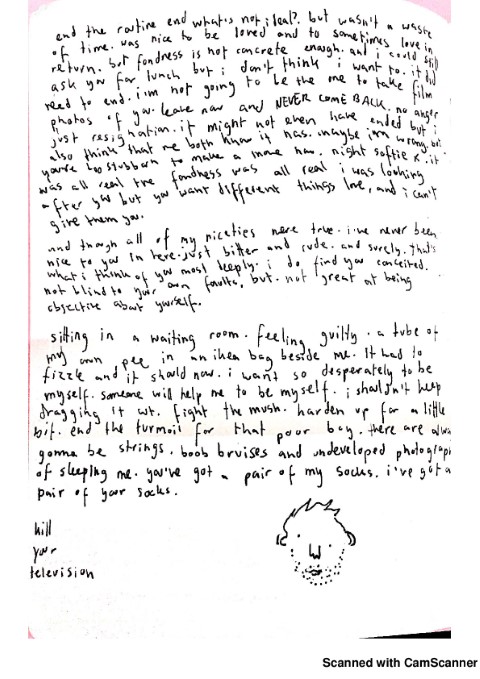 end the routine end what's not ideal?. but wasn't a waste
of time. was nice to be loved and to sometimes love in
return. but fondness is not concrete enough. and i could still
ask you for lunch but i don't think i want to. it did
need to end. i'm not going to be the one to take film
photos of you. leave now and NEVER COME BACK. no anger
just resignation. it might not even have ended but i
also think that we both know it has. maybe i'm wrong. but
you're too stubborn to make a move now. night softie x. it
was all real the fondness was all real i was looking
after you but you want different things love, and i can't
give them you.
and though all of my niceties were true. i've never been
nice to you in here. just bitter and rude. and surely. that's
what i think of you most deeply. i do find you conceited.
not blind to your own faults, but. not great at being
objective about yourself.
sitting in a waiting room. feeling guilty. a tube of
my own pee in an ikea bag beside me. It had to
fizzle and it should now. i want so desperately to be
myself. someone will help me to be myself. i shouldn't keep
dragging it out. fight the mush. harden up for a little
bit. end the turmoil for that poor boy. there are always
gonna be strings. boob bruises and undeveloped photograph
of sleeping me. you've got a pair of my socks. i've got a
pair of your socks.
kill
your
television
Scanned with CamScanner